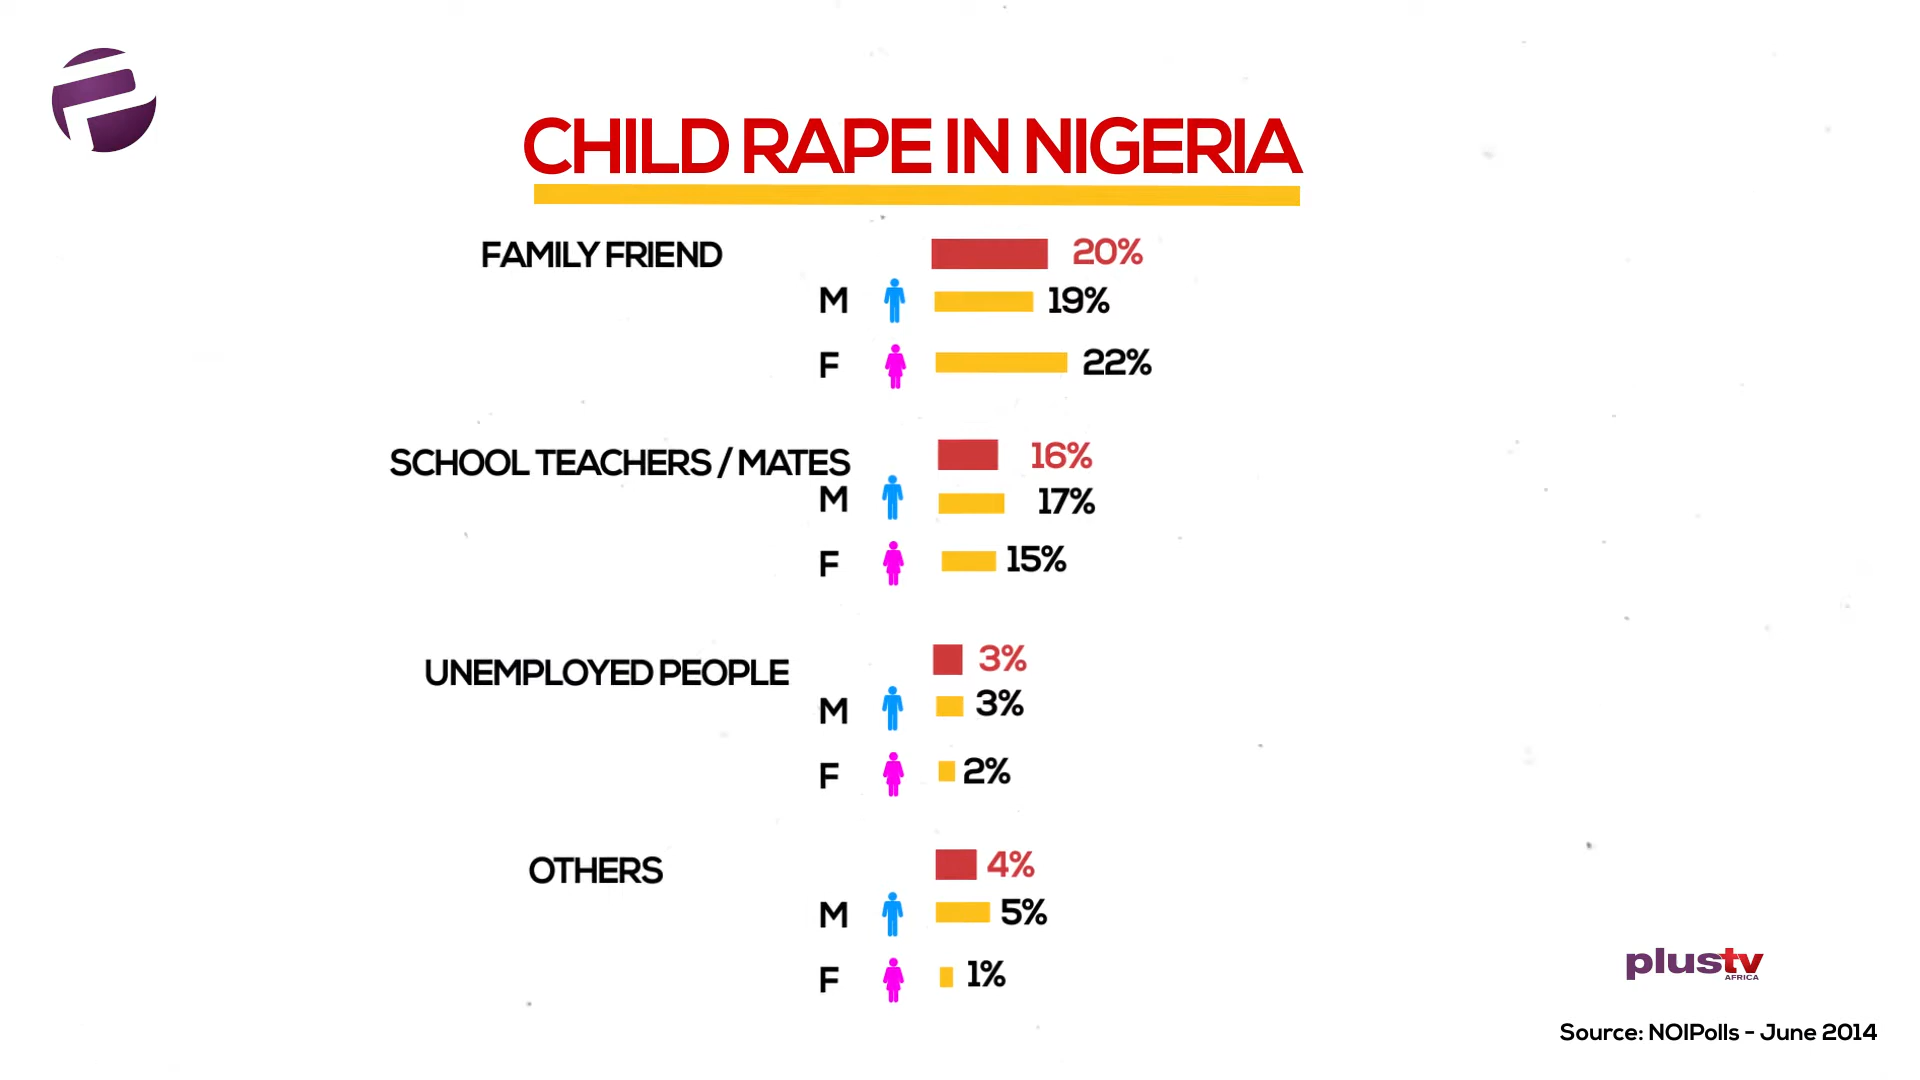 CHILD RAPE IN NIGERIA
FAMILY FRIEND 20%
M 19%
F 22%
SCHOOL TEACHERS / MATES 16%
M 17%
F 15%
UNEMPLOYED PEOPLE 3%
M 3%
F 2%
OTHERS 4%
M 5%
F 1%
plustv
AFRICA
Source: NOIPolls - June 2014